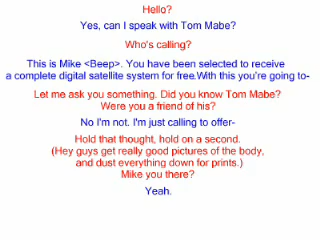 Hello?
Yes, can I speak with Tom Mabe?
Who's calling?
This is Mike <Beep>. You have been selected to receive
a complete digital satellite system for free.With this you're going to-
Let me ask you something. Did you know Tom Mabe?
Were you a friend of his?
No I'm not. I'm just calling to offer-
Hold that thought, hold on a second.
(Hey guys get really good pictures of the body,
and dust everything down for prints.)
Mike you there?
Yeah.